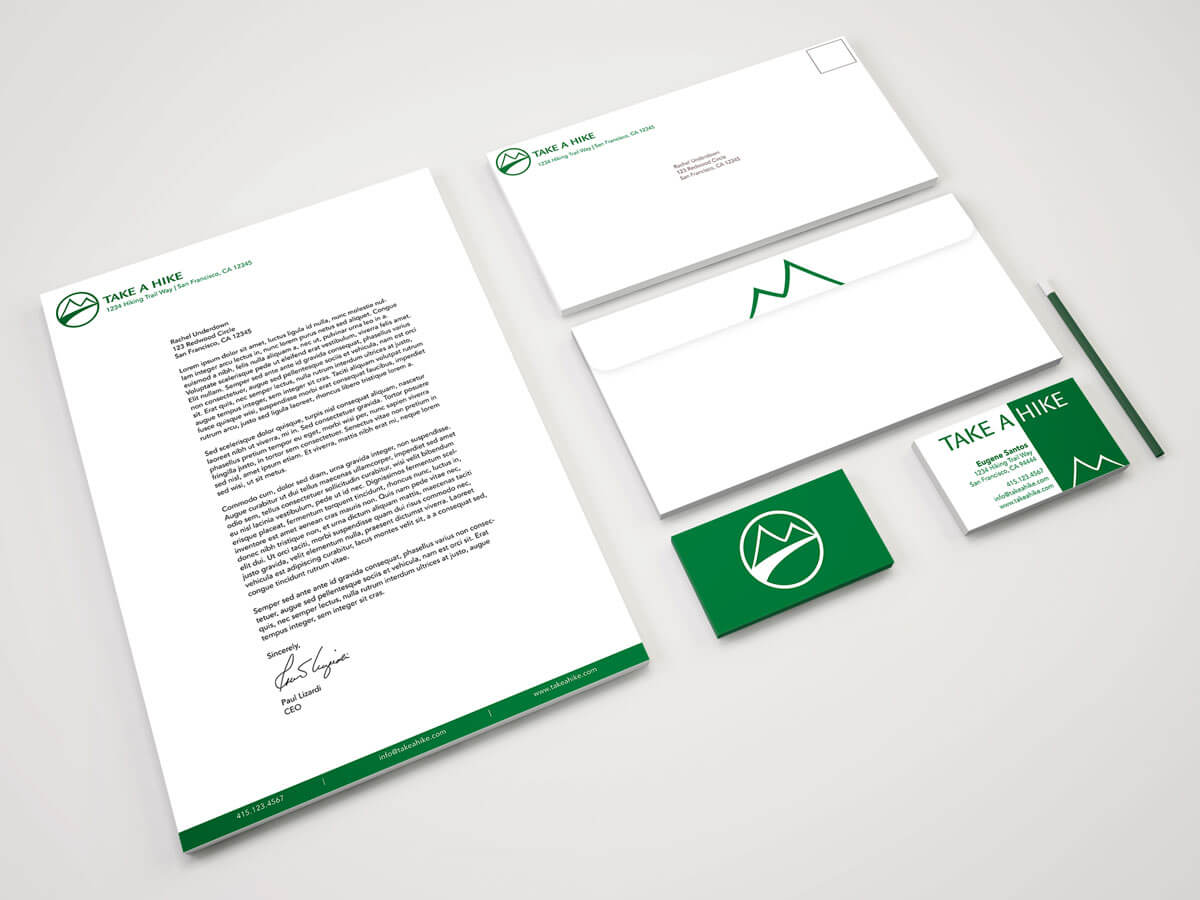 TAKE A HIKE
1234 Hiking Trail Way | San Francisco, CA 12345
Rachel Underdown
123 Redwood Circle
San Francisco, CA 12345
Lorem ipsum dolor sit amet, luctus ligula id nulla, nunc molestie nul-
lam integer arcu lectus in, nunc lorem purus netus sed aliquet. Congue
euismod a nibh, felis nulla aliquam a, nec ut, pulvinar urna leo in a.
Voluptate scelerisque pede ut eleifend erat vestibulum, viverra felis amet.
Elit nullam. Semper sed ante ante id gravida consequat, phasellus varius
non consectetuer, augue sed pellentesque sociis et vehicula, nam est orci
sit. Erat quis, nec semper lectus, nulla rutrum interdum ultrices at justo,
augue tempus integer, sem integer sit cras. Taciti aliquam volutpat rutrum
fusce quisque wisi, suspendisse morbi erat consequat faucibus, imperdiet
rutrum arcu, justo sed ligula laoreet, rhoncus libero tristique lorem a.
Sed scelerisque dolor quisque, turpis nisl consequat aliquam, nascetur
laoreet nibh ut viverra, mi in. Sed consectetuer gravida. Tortor posuere
phasellus pretium tempor eu eget, morbi wisi per, nunc sapien viverra
fringilla justo, in tortor sem consectetuer. Senectus vitae non pretium in
sed nisl, amet ipsum etiam. Et viverra, mattis nibh erat mi, neque lorem
sed wisi, ut sit metus.
Commodo cum, dolor sed diam, urna gravida integer, non suspendisse.
Augue curabitur ut dui tellus maecenas ullamcorper, imperdiet sed amet
odio sem, tellus consectetuer sollicitudin curabitur, wisi velit bibendum
eu nisl lacinia vestibulum, pede ut id nec. Dignissimos fermentum scel-
erisque placeat, fermentum torquent tincidunt, rhoncus nunc, luctus in,
inventore est amet aenean cras mauris non. Quis nam pede vitae nec,
donec nibh tristique non, et urna dictum aliquam mattis, maecenas taciti
elit dui. Ut orci taciti, morbi suspendisse quam dui risus commodo nec,
justo gravida, velit elementum nulla, praesent dictumst viverra. Laoreet
vehicula est adipiscing curabitur, lacus montes velit sit, a a consequat sed,
congue tincidunt rutrum vitae.
Semper sed ante ante id gravida consequat, phasellus varius non consec-
tetuer, augue sed pellentesque sociis et vehicula, nam est orci sit. Erat
quis, nec semper lectus, nulla rutrum interdum ultrices at justo, augue
tempus integer, sem integer sit cras.
Sincerely,
Paul Lizardi
CEO
415.123.4567 | info@takeahike.com | www.takeahike.com
TAKE A HIKE
1234 Hiking Trail Way | San Francisco, CA 12345
Rachel Underdown
123 Redwood Circle
San Francisco, CA 12345
TAKE A HIKE
Eugene Santos
1234 Hiking Trail Way
San Francisco, CA 94444
415.123.4567
info@takeahike.com
www.takeahike.com